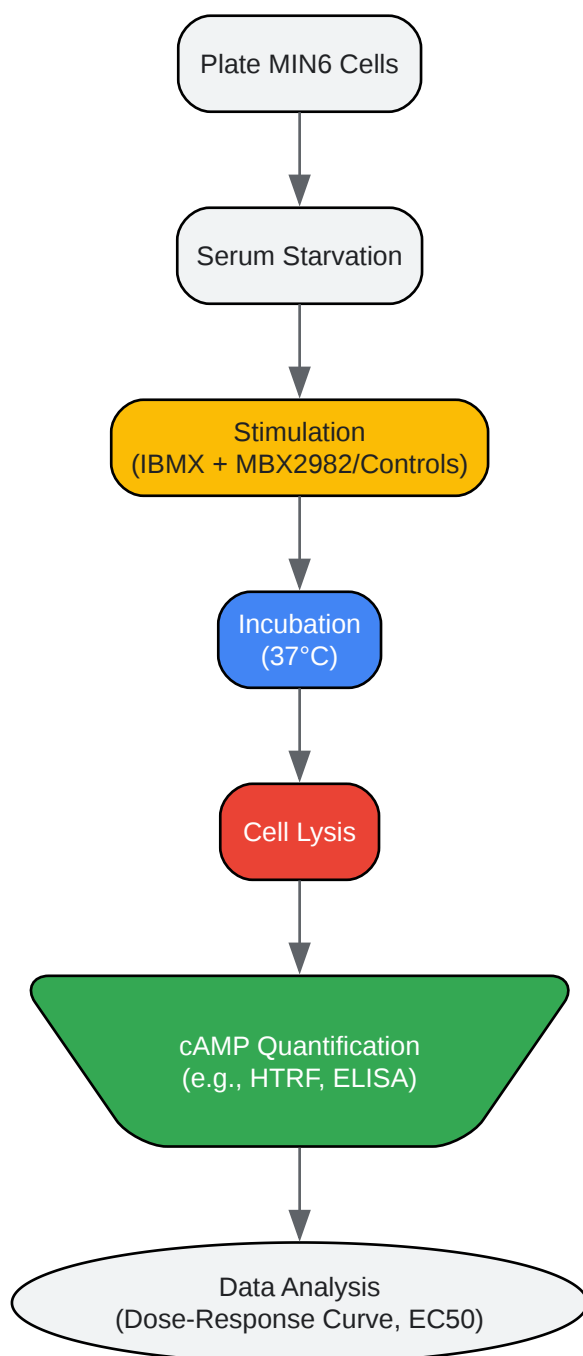 Plate MIN6 Cells
Serum Starvation
Stimulation
(IBMX + MBX2982/Controls)
Incubation
(37°C)
Cell Lysis
cAMP Quantification
(e.g., HTRF, ELISA)
Data Analysis
(Dose-Response Curve, EC50)